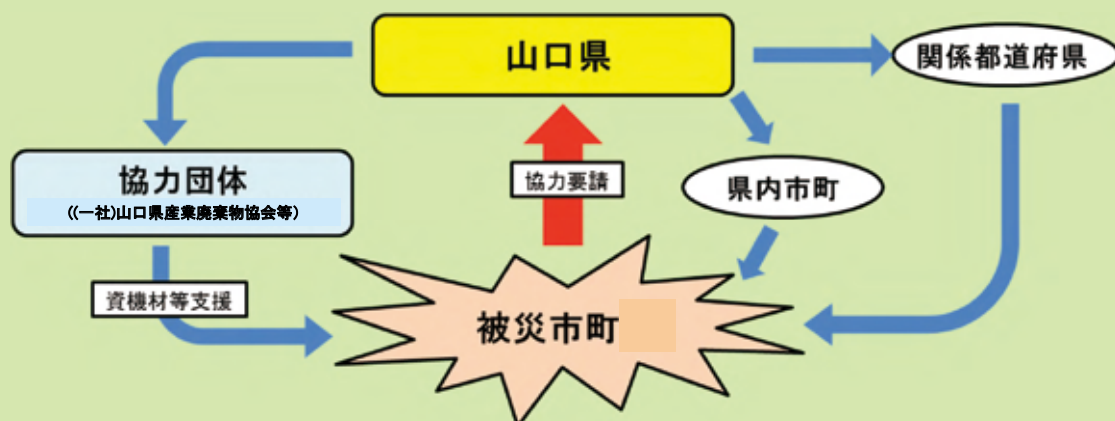 山口県
関係都道府県
協力団体
((一社)山口県産業廃棄物協会等)
協力要請
県内市町
資機材等支援
被災市町